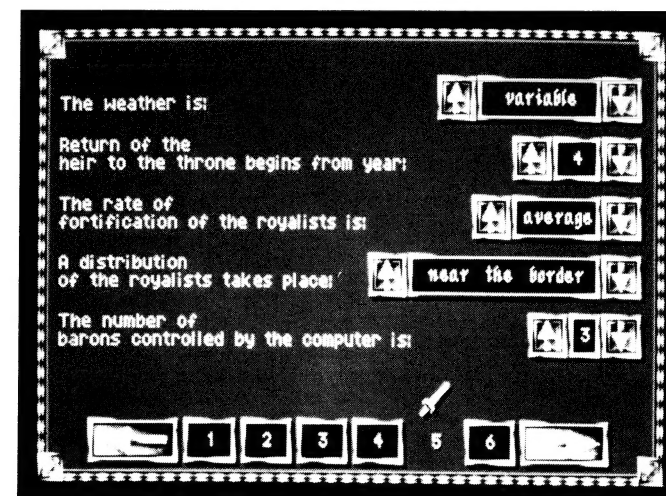 The weather is:
variable
Return of the
heir to the throne begins from year:
4
The rate of
fortification of the royalists is:
average
A distribution
of the royalists takes place:
near the border
The number of
barons controlled by the computer is:
3
1 2 3 4 5 6